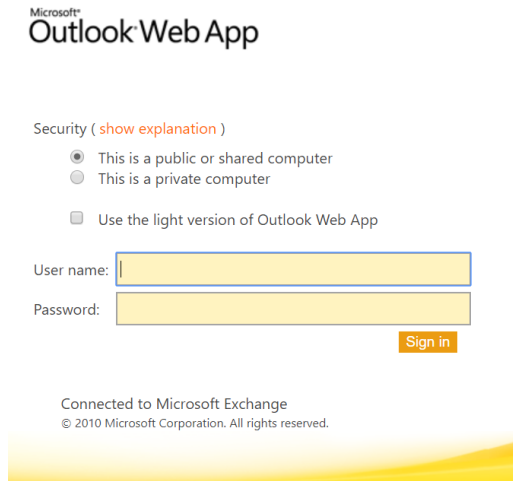 Microsoft®
Outlook Web App
Security ( show explanation )
This is a public or shared computer
This is a private computer
Use the light version of Outlook Web App
User name:
Password:
Sign in
Connected to Microsoft Exchange
© 2010 Microsoft Corporation. All rights reserved.